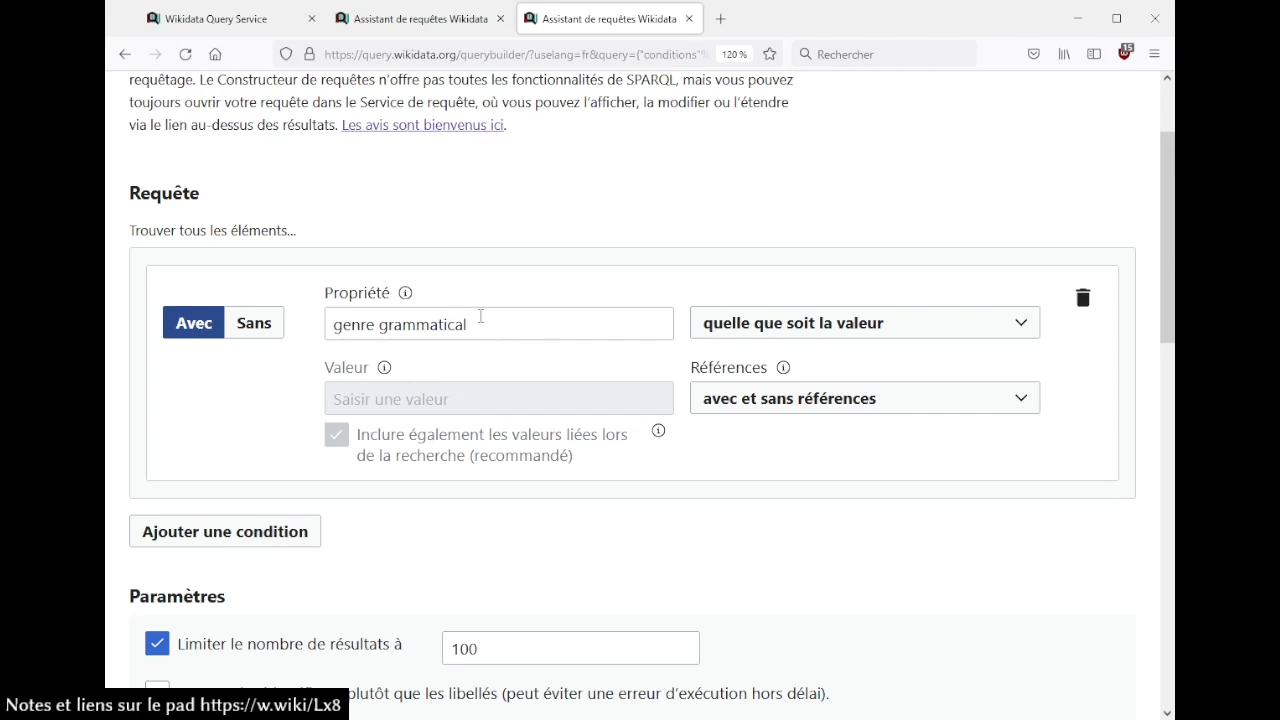 Wikidata Query Service
Assistant de requêtes Wikidata
Assistant de requêtes Wikidata
https://query.wikidata.org/querybuilder/?uselang=fr&query={"conditions"%
120 %
Rechercher
15
requêtage. Le Constructeur de requêtes n'offre pas toutes les fonctionnalités de SPARQL, mais vous pouvez
toujours ouvrir votre requête dans le Service de requête, où vous pouvez l'afficher, la modifier ou l'étendre
via le lien au-dessus des résultats. Les avis sont bienvenus ici.
Requête
Trouver tous les éléments...
Propriété
Avec
Sans
genre grammatical
quelle que soit la valeur
Valeur
Références
Saisir une valeur
avec et sans références
Inclure également les valeurs liées lors
de la recherche (recommandé)
Ajouter une condition
Paramètres
Limiter le nombre de résultats à
100
plutôt que les libellés (peut éviter une erreur d'exécution hors délai).
Notes et liens sur le pad https://w.wiki/Lx8